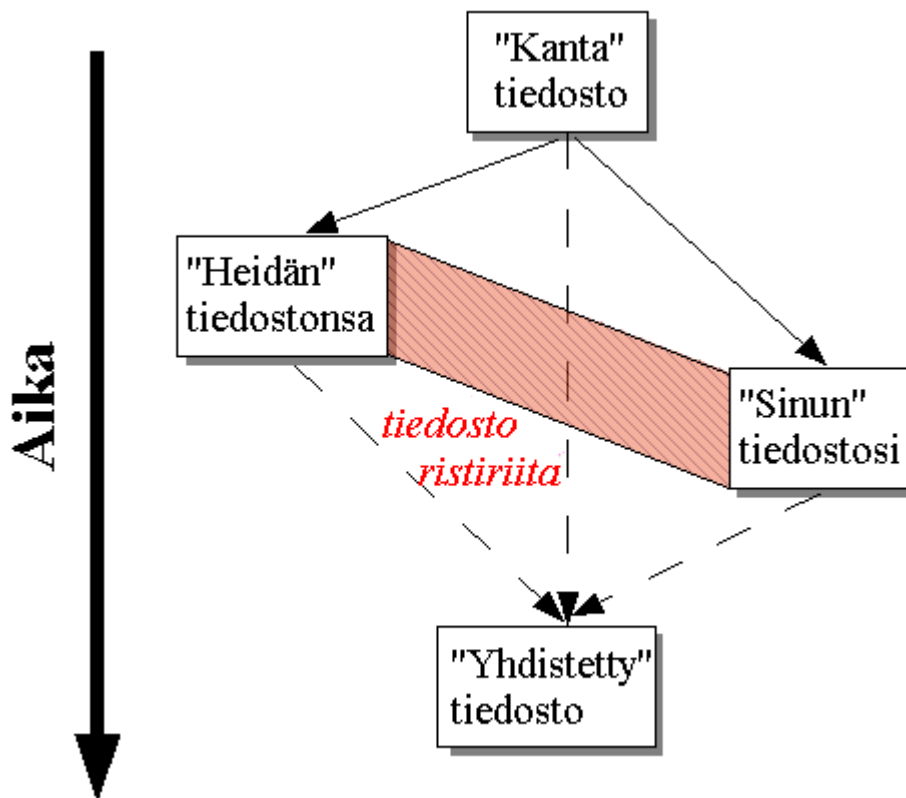 "Kanta"
tiedosto
Aika
"Heidän"
tiedostonsa
"Sinun"
tiedostosi
tiedosto
ristiriita
"Yhdistetty"
tiedosto